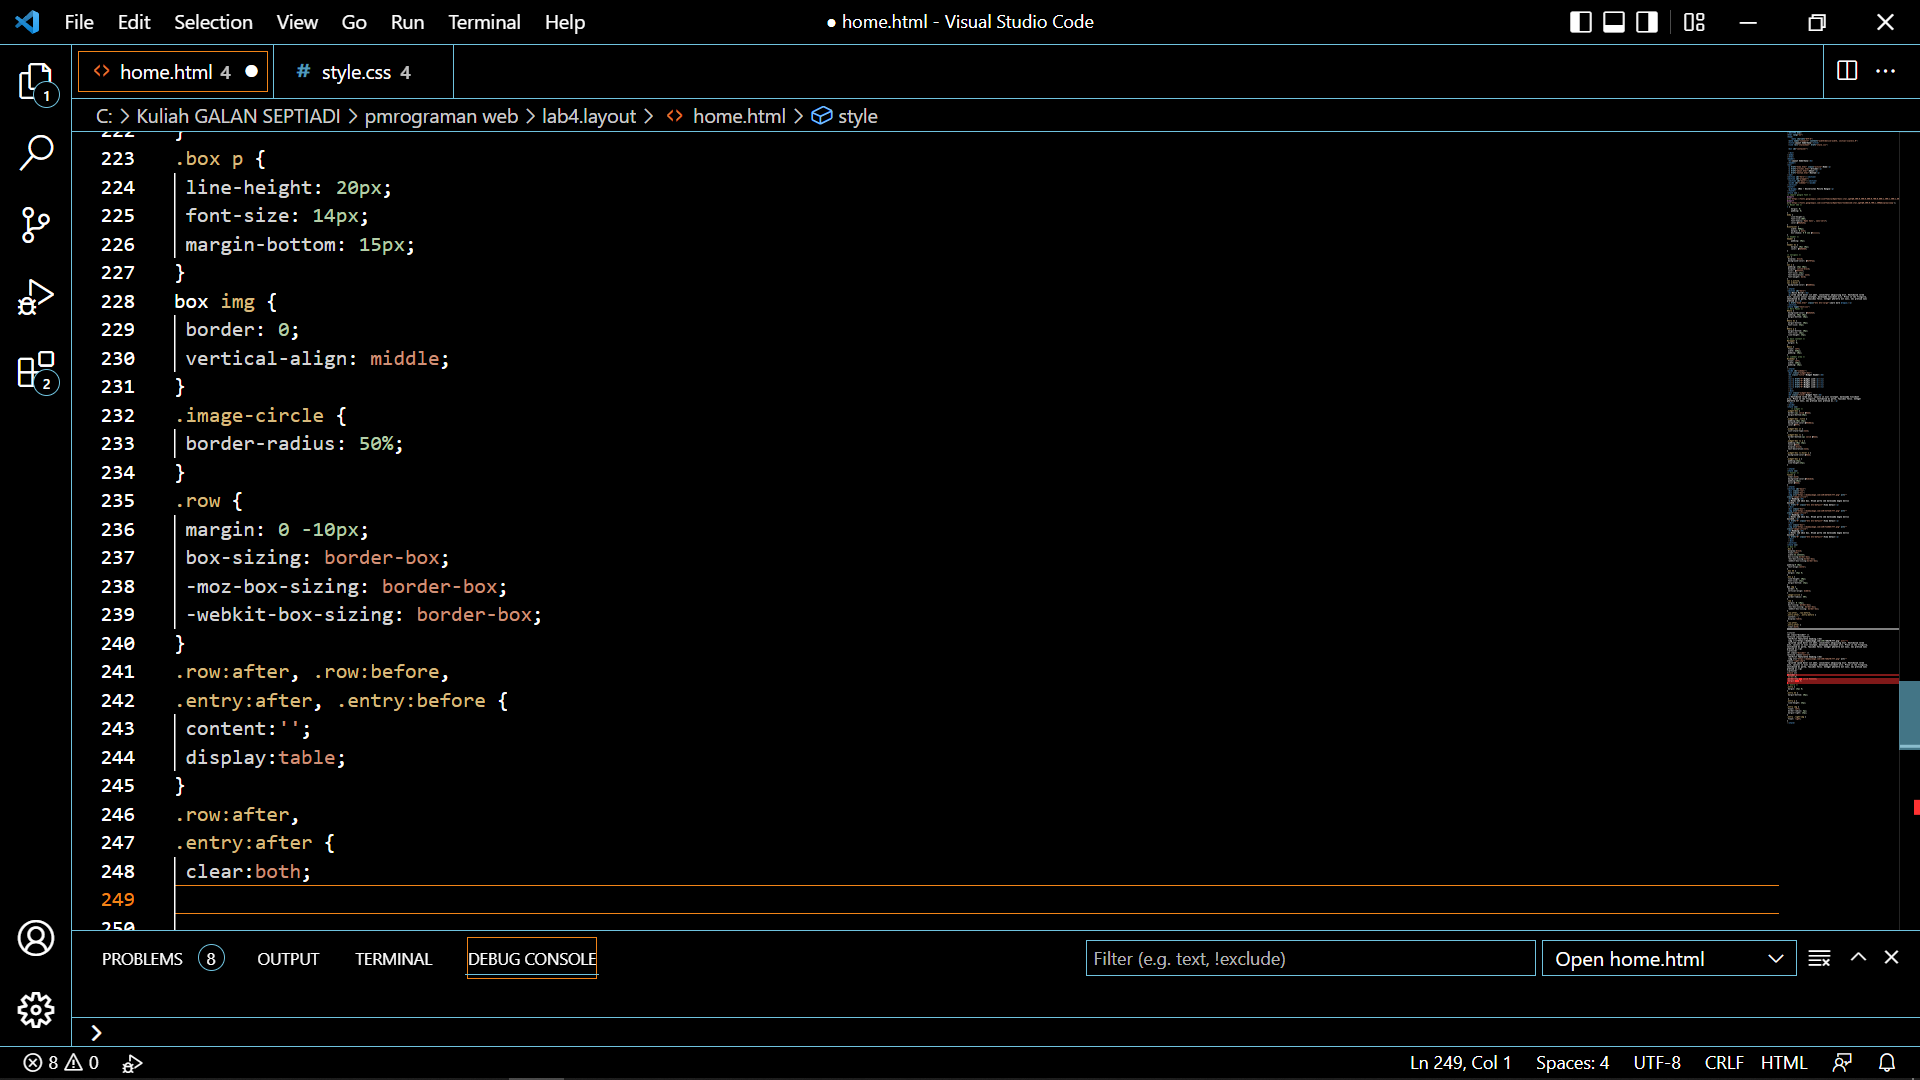 File Edit Selection View Go Run Terminal Help ● home.html - Visual Studio Code
home.html 4 ● # style.css 4
C: > Kuliah GALAN SEPTIADI > pmrograman web > lab4.layout > home.html > style
222 }
223 .box p {
224 line-height: 20px;
225 font-size: 14px;
226 margin-bottom: 15px;
227 }
228 box img {
229 border: 0;
230 vertical-align: middle;
231 }
232 .image-circle {
233 border-radius: 50%;
234 }
235 .row {
236 margin: 0 -10px;
237 box-sizing: border-box;
238 -moz-box-sizing: border-box;
239 -webkit-box-sizing: border-box;
240 }
241 .row:after, .row:before,
242 .entry:after, .entry:before {
243 content:'';
244 display:table;
245 }
246 .row:after,
247 .entry:after {
248 clear:both;
249
250
PROBLEMS 8 OUTPUT TERMINAL DEBUG CONSOLE Filter (e.g. text, !exclude) Open home.html
8 0 Ln 249, Col 1 Spaces: 4 UTF-8 CRLF HTML
1
2